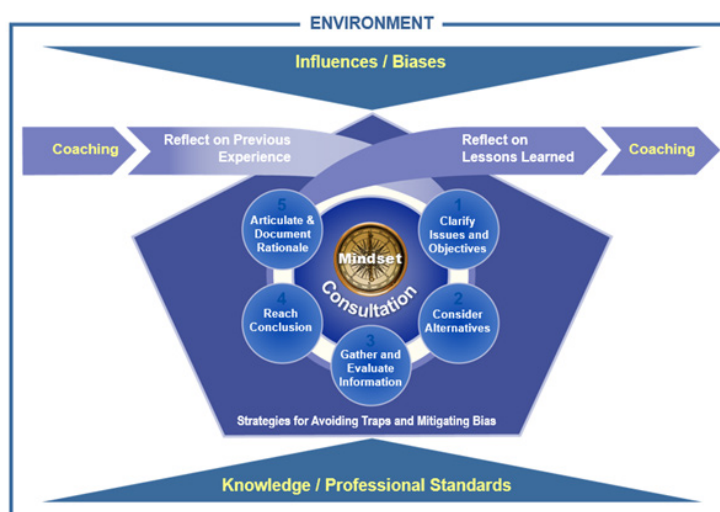 ENVIRONMENT
Influences / Biases
Coaching
Reflect on Previous
Experience
Reflect on
Lessons Learned
Coaching
5
Articulate &
Document
Rationale
1
Clarify
Issues and
Objectives
Mindset
Consultation
4
Reach
Conclusion
2
Consider
Alternatives
3
Gather and
Evaluate
Information
Strategies for Avoiding Traps and Mitigating Bias
Knowledge / Professional Standards